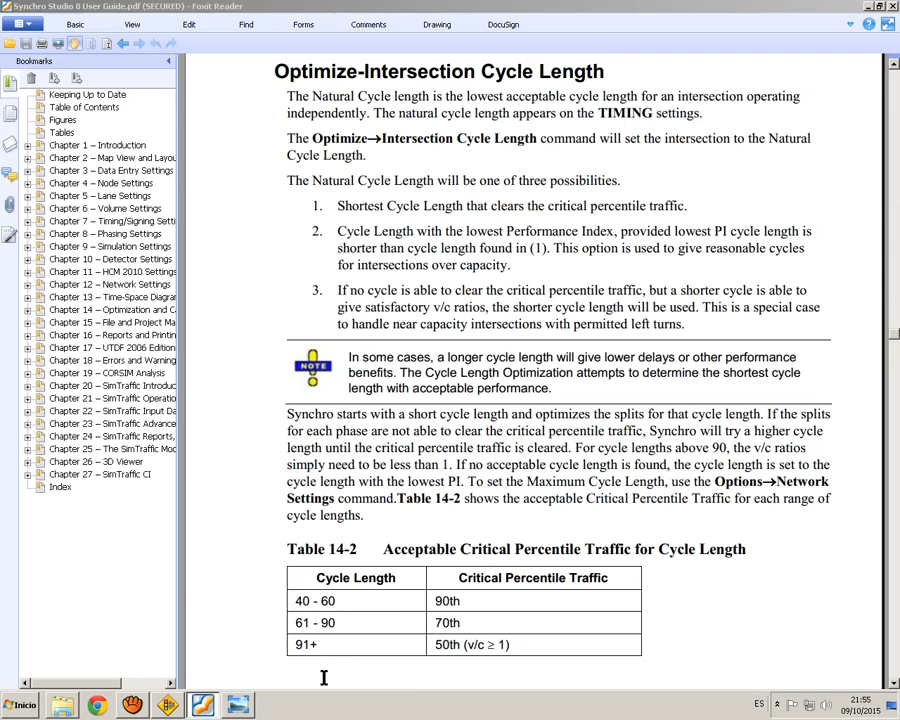 Synchro Studio 8 User Guide.pdf (SECURED) - Foxit Reader
Basic View Edit Find Forms Comments Drawing DocuSign
Bookmarks
Keeping Up to Date
Table of Contents
Figures
Tables
Chapter 1 – Introduction
Chapter 2 – Map View and Layou
Chapter 3 – Data Entry Settings
Chapter 4 – Node Settings
Chapter 5 – Lane Settings
Chapter 6 – Volume Settings
Chapter 7 – Timing/Signing Setti
Chapter 8 – Phasing Settings
Chapter 9 – Simulation Settings
Chapter 10 – Detector Settings
Chapter 11 – HCM 2010 Settings
Chapter 12 – Network Settings
Chapter 13 – Time-Space Diagran
Chapter 14 – Optimization and C
Chapter 15 – File and Project Ma
Chapter 16 – Reports and Printin
Chapter 17 – UTDF 2006 Edition
Chapter 18 – Errors and Warning
Chapter 19 – CORSIM Analysis
Chapter 20 – SimTraffic Introduc
Chapter 21 – SimTraffic Operatio
Chapter 22 – SimTraffic Input Da
Chapter 23 – SimTraffic Advance
Chapter 24 – SimTraffic Reports,
Chapter 25 – The SimTraffic Mod
Chapter 26 – 3D Viewer
Chapter 27 – SimTraffic CI
Index
Optimize-Intersection Cycle Length
The Natural Cycle length is the lowest acceptable cycle length for an intersection operating
independently. The natural cycle length appears on the TIMING settings.
The Optimize→Intersection Cycle Length command will set the intersection to the Natural
Cycle Length.
The Natural Cycle Length will be one of three possibilities.
1. Shortest Cycle Length that clears the critical percentile traffic.
2. Cycle Length with the lowest Performance Index, provided lowest PI cycle length is
shorter than cycle length found in (1). This option is used to give reasonable cycles
for intersections over capacity.
3. If no cycle is able to clear the critical percentile traffic, but a shorter cycle is able to
give satisfactory v/c ratios, the shorter cycle length will be used. This is a special case
to handle near capacity intersections with permitted left turns.
NOTE
In some cases, a longer cycle length will give lower delays or other performance
benefits. The Cycle Length Optimization attempts to determine the shortest cycle
length with acceptable performance.
Synchro starts with a short cycle length and optimizes the splits for that cycle length. If the splits
for each phase are not able to clear the critical percentile traffic, Synchro will try a higher cycle
length until the critical percentile traffic is cleared. For cycle lengths above 90, the v/c ratios
simply need to be less than 1. If no acceptable cycle length is found, the cycle length is set to the
cycle length with the lowest PI. To set the Maximum Cycle Length, use the Options→Network
Settings command.Table 14-2 shows the acceptable Critical Percentile Traffic for each range of
cycle lengths.
Table 14-2 Acceptable Critical Percentile Traffic for Cycle Length
Cycle Length Critical Percentile Traffic
40 - 60 90th
61 - 90 70th
91+ 50th (v/c ≥ 1)
Inicio
ES
21:55
09/10/2015